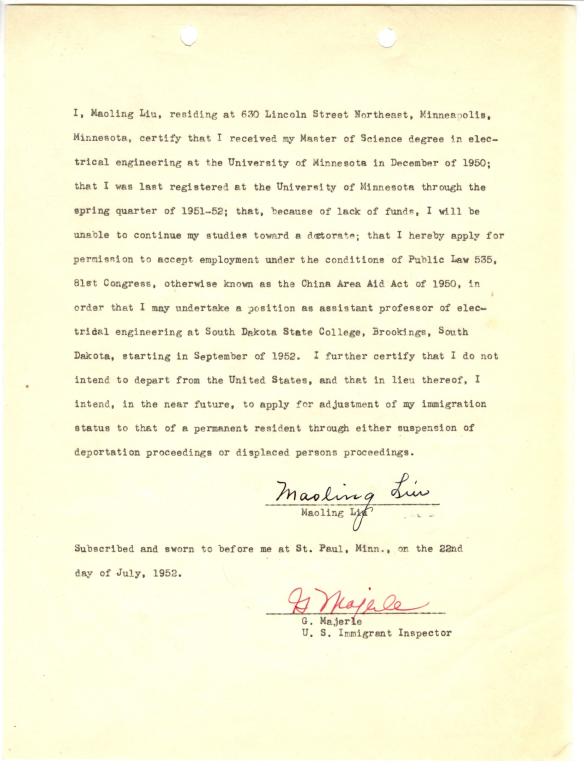 I, Maoling Liu, residing at 630 Lincoln Street Northeast, Minneapolis,
Minnesota, certify that I received my Master of Science degree in elec-
trical engineering at the University of Minnesota in December of 1950;
that I was last registered at the University of Minnesota through the
spring quarter of 1951-52; that, because of lack of funds, I will be
unable to continue my studies toward a doctorate; that I hereby apply for
permission to accept employment under the conditions of Public Law 535,
81st Congress, otherwise known as the China Area Aid Act of 1950, in
order that I may undertake a position as assistant professor of elec-
trical engineering at South Dakota State College, Brookings, South
Dakota, starting in September of 1952. I further certify that I do not
intend to depart from the United States, and that in lieu thereof, I
intend, in the near future, to apply for adjustment of my immigration
status to that of a permanent resident through either suspension of
deportation proceedings or displaced persons proceedings.
Maoling Liu
Maoling Liu
Subscribed and sworn to before me at St. Paul, Minn., on the 22nd
day of July, 1952.
G Majerle
G. Majerle
U. S. Immigrant Inspector